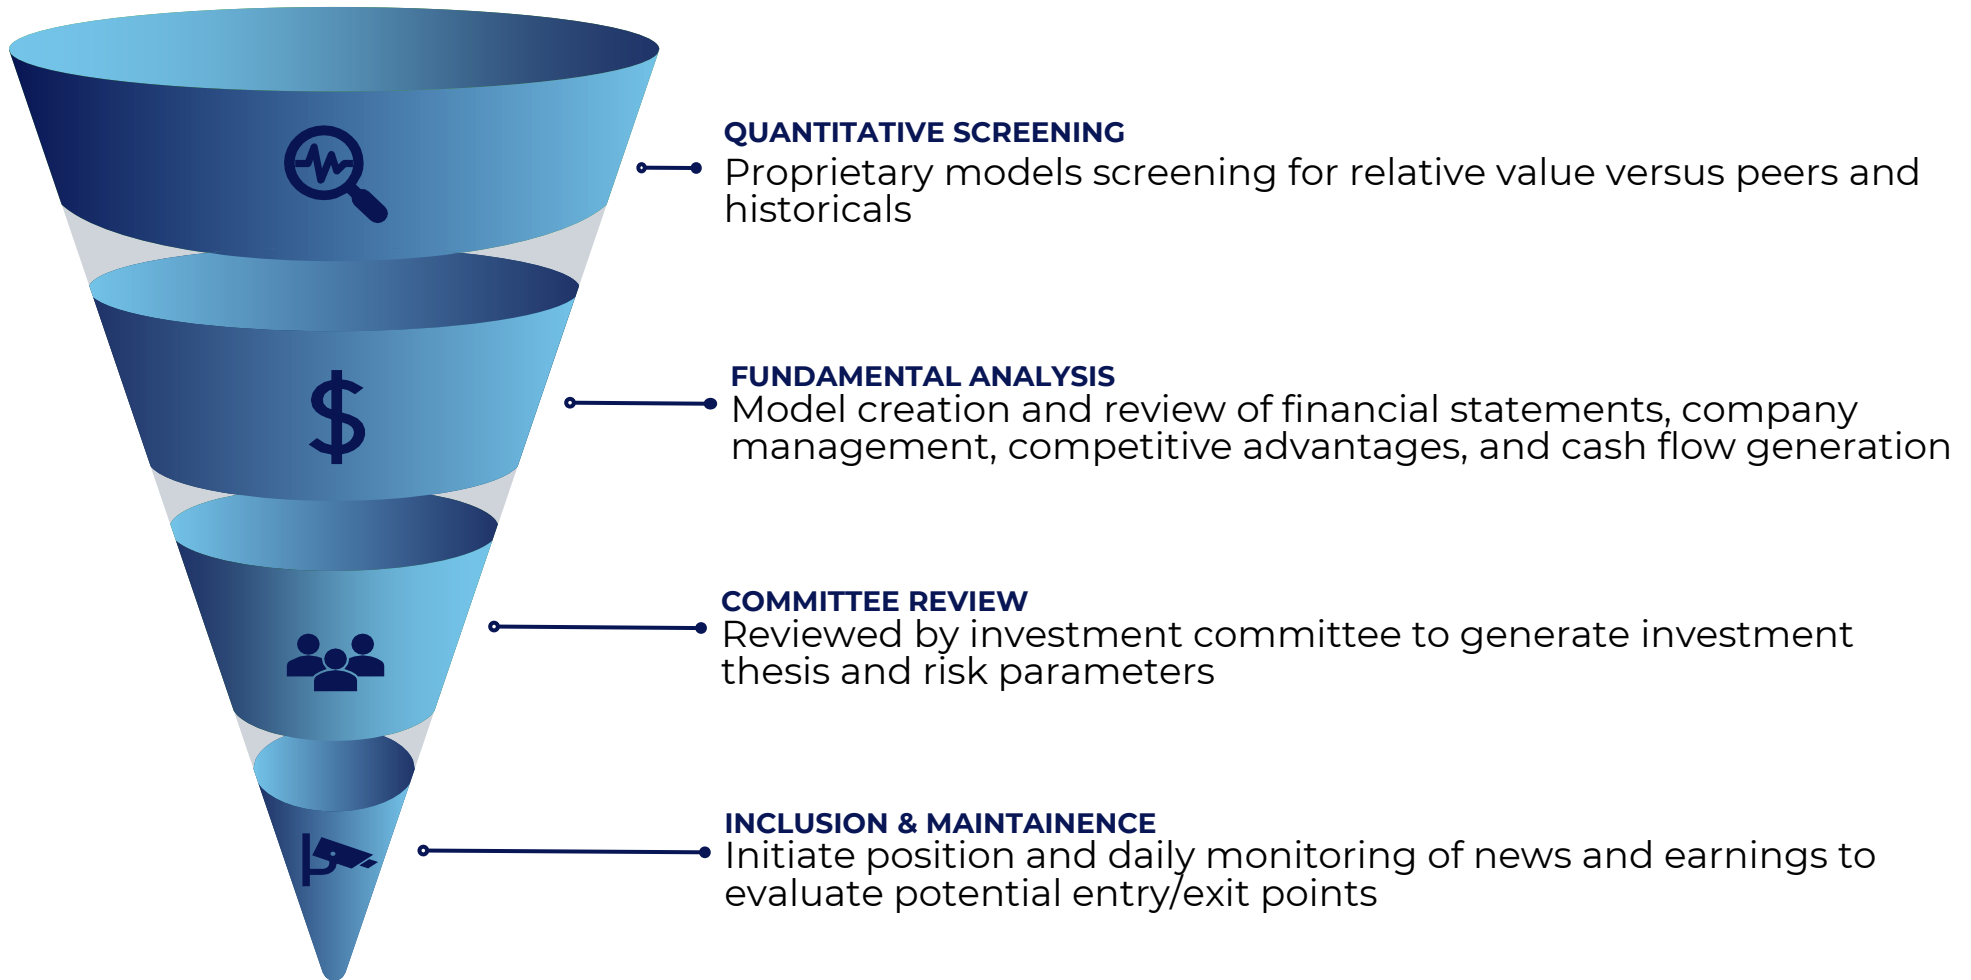 QUANTITATIVE SCREENING
Proprietary models screening for relative value versus peers and
historicals
FUNDAMENTAL ANALYSIS
Model creation and review of financial statements, company
management, competitive advantages, and cash flow generation
COMMITTEE REVIEW
Reviewed by investment committee to generate investment
thesis and risk parameters
INCLUSION & MAINTAINENCE
Initiate position and daily monitoring of news and earnings to
evaluate potential entry/exit points